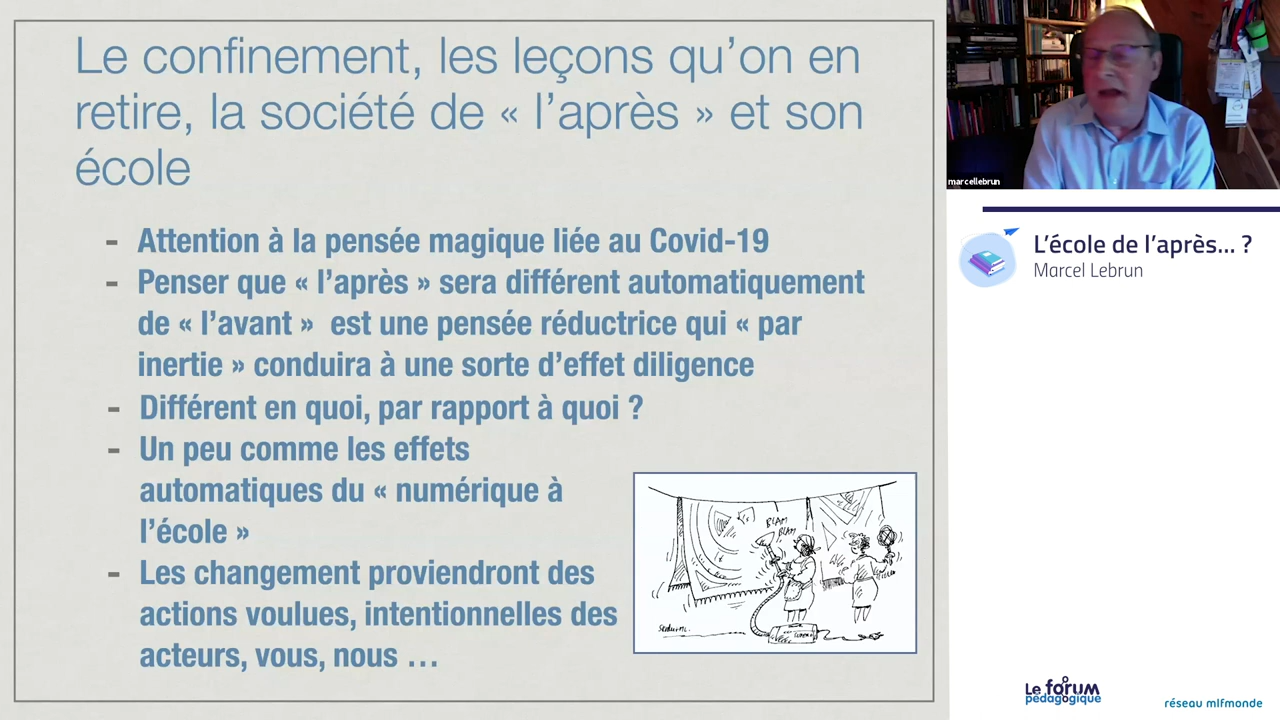 Le confinement, les leçons qu’on en
retire, la société de « l’après » et son
école
- Attention à la pensée magique liée au Covid-19
- Penser que « l’après » sera différent automatiquement
de « l’avant » est une pensée réductrice qui « par
inertie » conduira à une sorte d’effet diligence
- Différent en quoi, par rapport à quoi ?
- Un peu comme les effets
automatiques du « numérique à
l’école »
- Les changement proviendront des
actions voulues, intentionnelles des
acteurs, vous, nous …
BLAM
BLAM
marcellebrun
L’école de l’après... ?
Marcel Lebrun
Le forum
pédagogique
réseau mlfmonde